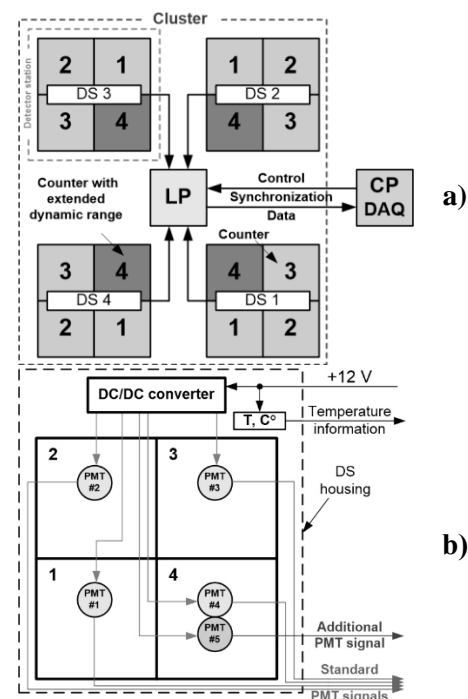 Cluster
Detector station
2 1
DS 3
3 4
1 2
DS 2
4 3
Counter with
extended
dynamic range
LP
Control
Synchronization
Data
CP
DAQ
a)
Counter
3 4
DS 4
2 1
4 3
DS 1
1 2
DC/DC converter
+12 V
T, C°
Temperature
information
2
PMT
#2
3
PMT
#3
DS
housing
b)
1
PMT
#1
4
PMT
#4
PMT
#5
Additional
PMT signal
Standard
PMT signals